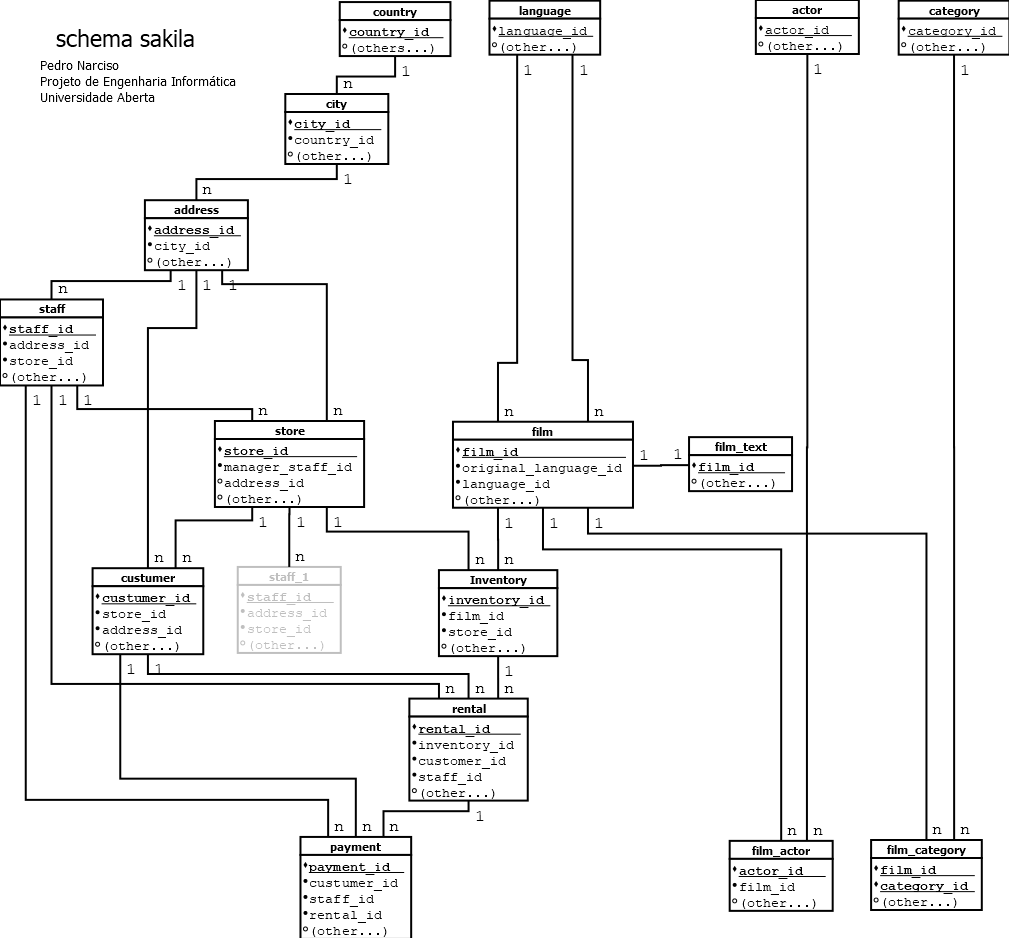 schema sakila
Pedro Narciso
Projeto de Engenharia Informática
Universidade Aberta
country
country_id
(others...)
1
n
language
language_id
(other...)
1
1
actor
actor_id
(other...)
1
category
category_id
(other...)
1
city
city_id
country_id
(other...)
1
n
address
address_id
city_id
(other...)
1
1
1
n
staff
staff_id
address_id
store_id
(other...)
1
1
1
n
n
store
store_id
manager_staff_id
address_id
(other...)
1
1
1
n
n
film
film_id
original_language_id
language_id
(other...)
1
1
film_text
film_id
(other...)
1
1
1
n
n
custumer
custumer_id
store_id
address_id
(other...)
1
1
n
staff_1
staff_id
address_id
store_id
(other...)
n
n
Inventory
inventory_id
film_id
store_id
(other...)
1
n
n
n
rental
rental_id
inventory_id
customer_id
staff_id
(other...)
1
n
n
n
payment
payment_id
custumer_id
staff_id
rental_id
(other...)
n
n
film_actor
actor_id
film_id
(other...)
n
n
film_category
film_id
category_id
(other...)